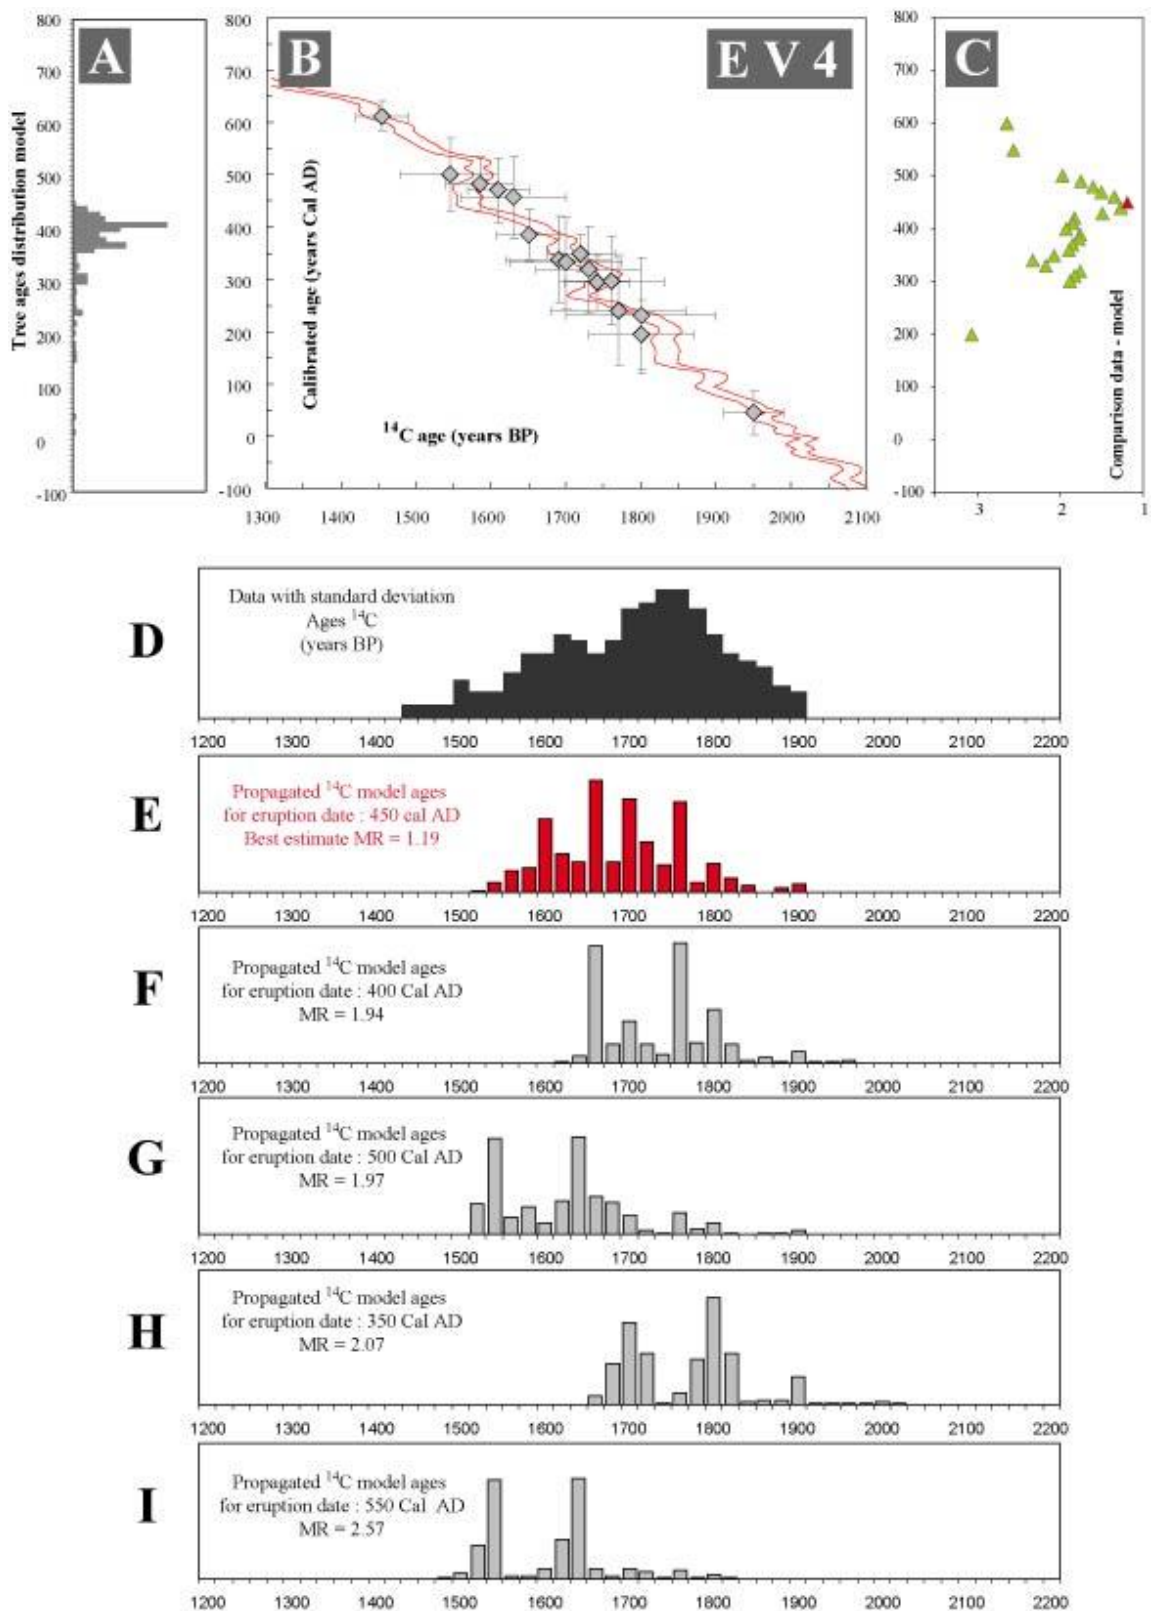 A
Tree ages distribution model
800
700
600
500
400
300
200
100
0
-100
B
E V 4
Calibrated age (years Cal AD)
14C age (years BP)
800
700
600
500
400
300
200
100
0
-100
1300 1400 1500 1600 1700 1800 1900 2000 2100
C
Comparison data - model
800
700
600
500
400
300
200
100
0
-100
3 2 1
D
Data with standard deviation
Ages 14C
(years BP)
1200 1300 1400 1500 1600 1700 1800 1900 2000 2100 2200
E
Propagated 14C model ages
for eruption date : 450 cal AD
Best estimate MR = 1.19
1200 1300 1400 1500 1600 1700 1800 1900 2000 2100 2200
F
Propagated 14C model ages
for eruption date : 400 Cal AD
MR = 1.94
1200 1300 1400 1500 1600 1700 1800 1900 2000 2100 2200
G
Propagated 14C model ages
for eruption date : 500 Cal AD
MR = 1.97
1200 1300 1400 1500 1600 1700 1800 1900 2000 2100 2200
H
Propagated 14C model ages
for eruption date : 350 Cal AD
MR = 2.07
1200 1300 1400 1500 1600 1700 1800 1900 2000 2100 2200
I
Propagated 14C model ages
for eruption date : 550 Cal AD
MR = 2.57
1200 1300 1400 1500 1600 1700 1800 1900 2000 2100 2200